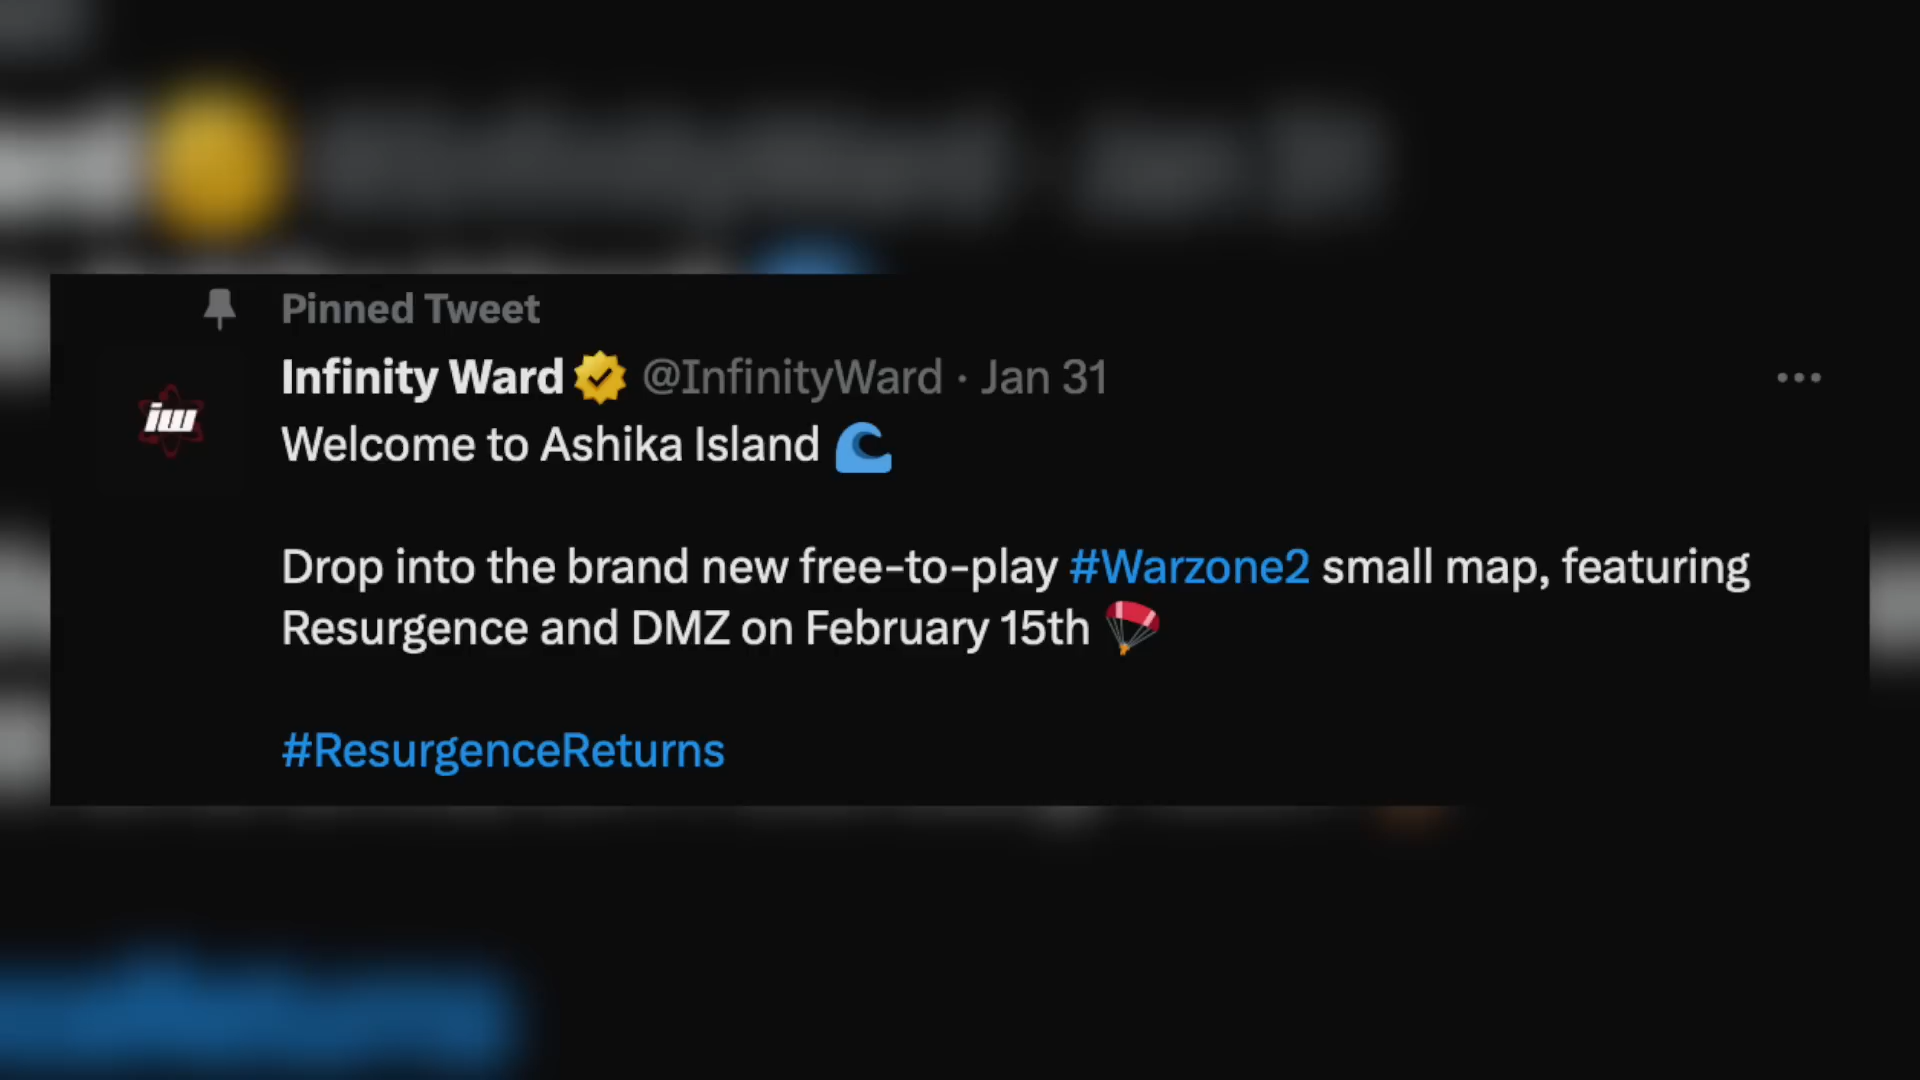 Pinned Tweet
Infinity Ward @InfinityWard · Jan 31
iw
Welcome to Ashika Island 🌊
Drop into the brand new free-to-play #Warzone2 small map, featuring
Resurgence and DMZ on February 15th 🪂
#ResurgenceReturns